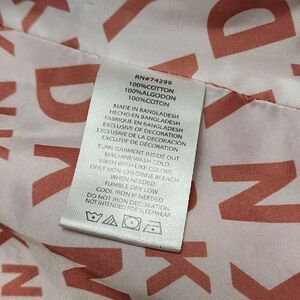 RN#74299
100%COTTON
100%ALGODON
100%COTON
MADE IN BANGLADESH
HECHO EN BANGLADESH
FABRIQUE EN BANGLADESH
EXCLUSIVE OF DECORATION
EXCLUSIVO DE LA DECORACIÓN
EXCLUSIVE DE DECORATION
TURN GARMENT INSIDE OUT
MACHINE WASH COLD
WASH WITH LIKE COLORS
ONLY NON-CHLORINE BLEACH
WHEN NEEDED
TUMBLE DRY LOW
COOL IRON IF NEEDED
DO NOT IRON DECORATION
NOT INTENDED FOR SLEEPWEAR